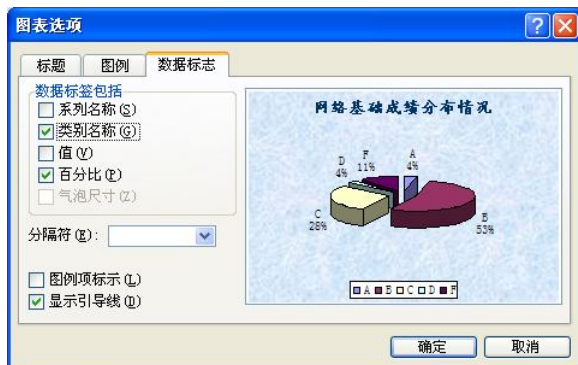 图表选项
标题 图例 数据标志
数据标签包括
系列名称(S)
类别名称(G)
值(V)
百分比(P)
气泡尺寸(Z)
分隔符(E):
图例项标示(L)
显示引导线(D)
网络基础成绩分布情况
A
4%
B
53%
C
28%
D
4%
F
11%
A B C D F
确定 取消